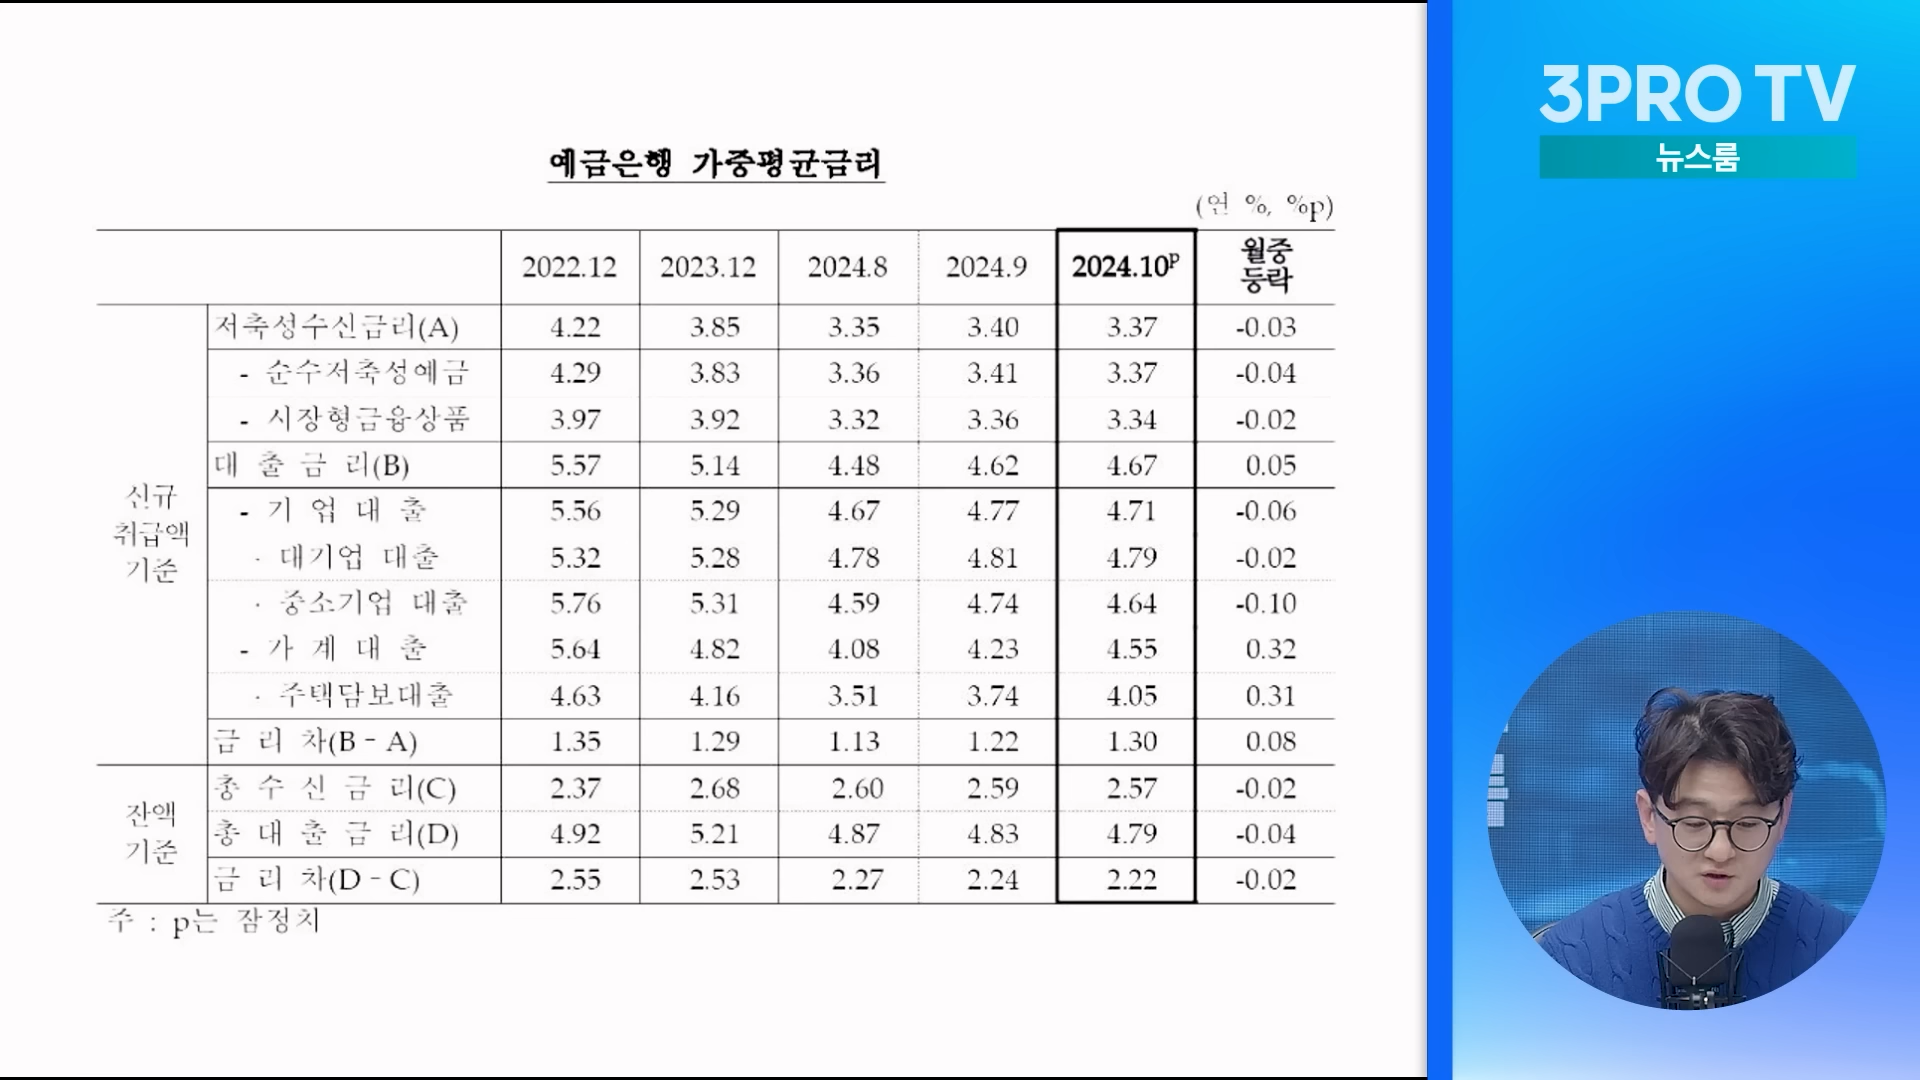 3PRO TV
뉴스룸
예금은행 가중평균금리
(연 %, %p)
2022.12 2023.12 2024.8 2024.9 2024.10ᵖ 월중 등락
신규 취급액 기준
저축성수신금리(A) 4.22 3.85 3.35 3.40 3.37 -0.03
- 순수저축성예금 4.29 3.83 3.36 3.41 3.37 -0.04
- 시장형금융상품 3.97 3.92 3.32 3.36 3.34 -0.02
대 출 금 리(B) 5.57 5.14 4.48 4.62 4.67 0.05
- 기 업 대 출 5.56 5.29 4.67 4.77 4.71 -0.06
· 대기업 대출 5.32 5.28 4.78 4.81 4.79 -0.02
· 중소기업 대출 5.76 5.31 4.59 4.74 4.64 -0.10
- 가 계 대 출 5.64 4.82 4.08 4.23 4.55 0.32
· 주택담보대출 4.63 4.16 3.51 3.74 4.05 0.31
금 리 차(B - A) 1.35 1.29 1.13 1.22 1.30 0.08
잔액 기준
총 수 신 금 리(C) 2.37 2.68 2.60 2.59 2.57 -0.02
총 대 출 금 리(D) 4.92 5.21 4.87 4.83 4.79 -0.04
금 리 차(D - C) 2.55 2.53 2.27 2.24 2.22 -0.02
주 : p는 잠정치